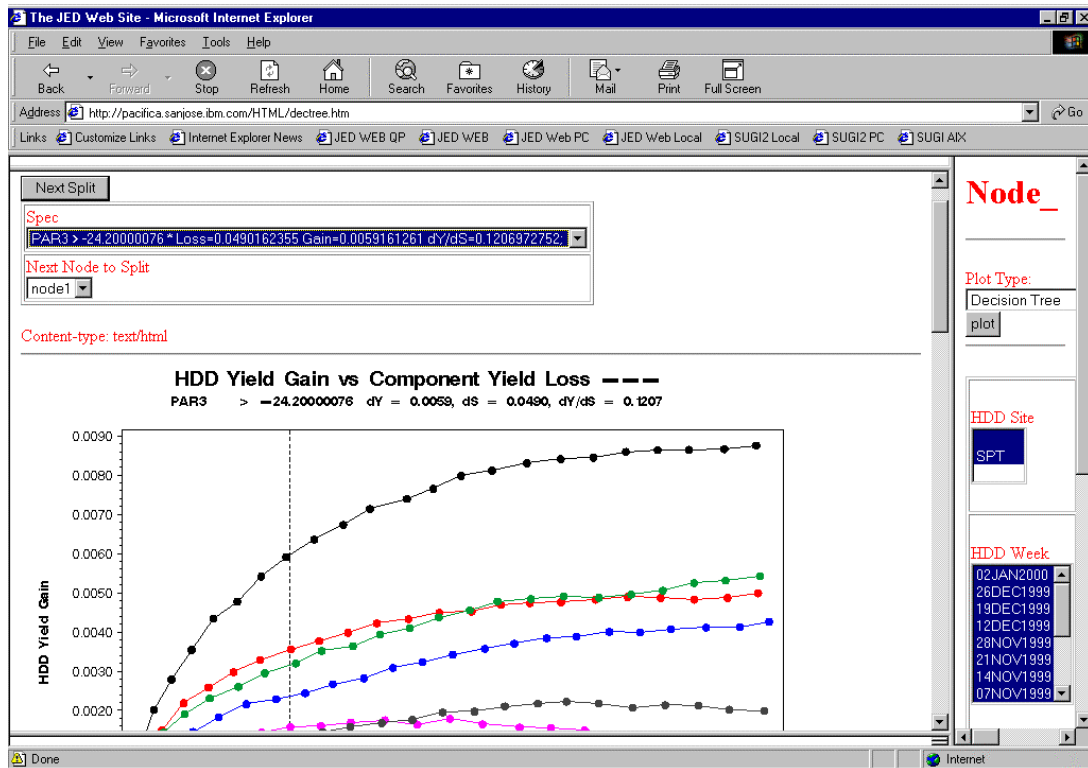 The JED Web Site - Microsoft Internet Explorer
File Edit View Favorites Tools Help
Back Forward Stop Refresh Home Search Favorites History Mail Print Full Screen
Address http://pacifica.sanjose.ibm.com/HTML/dectree.htm Go
Links Customize Links Internet Explorer News JED WEB QP JED WEB JED Web PC JED Web Local SUGI2 Local SUGI2 PC SUGI AIX
Next Split
Spec
PAR3 > -24.20000076 * Loss=0.0490162355 Gain=0.0059161261 dY/dS=0.1206972752;
Next Node to Split
node1
Content-type: text/html
HDD Yield Gain vs Component Yield Loss ---
PAR3 > -24.20000076 dY = 0.0059, dS = 0.0490, dY/dS = 0.1207
0.0090
0.0080
0.0070
0.0060
0.0050
0.0040
0.0030
0.0020
HDD Yield Gain
Node_
Plot Type:
Decision Tree
plot
HDD Site
SPT
HDD Week
02JAN2000
26DEC1999
19DEC1999
12DEC1999
28NOV1999
21NOV1999
14NOV1999
07NOV1999
Done Internet